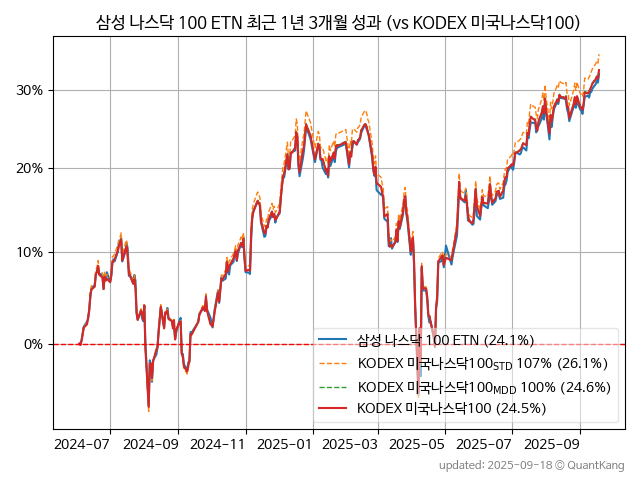 삼성 나스닥 100 ETN 최근 1년 3개월 성과 (vs KODEX 미국나스닥100)
30%
20%
10%
0%
삼성 나스닥 100 ETN (24.1%)
KODEX 미국나스닥100STD 107% (26.1%)
KODEX 미국나스닥100MDD 100% (24.6%)
KODEX 미국나스닥100 (24.5%)
2024-07 2024-09 2024-11 2025-01 2025-03 2025-05 2025-07 2025-09
updated: 2025-09-18 © QuantKang